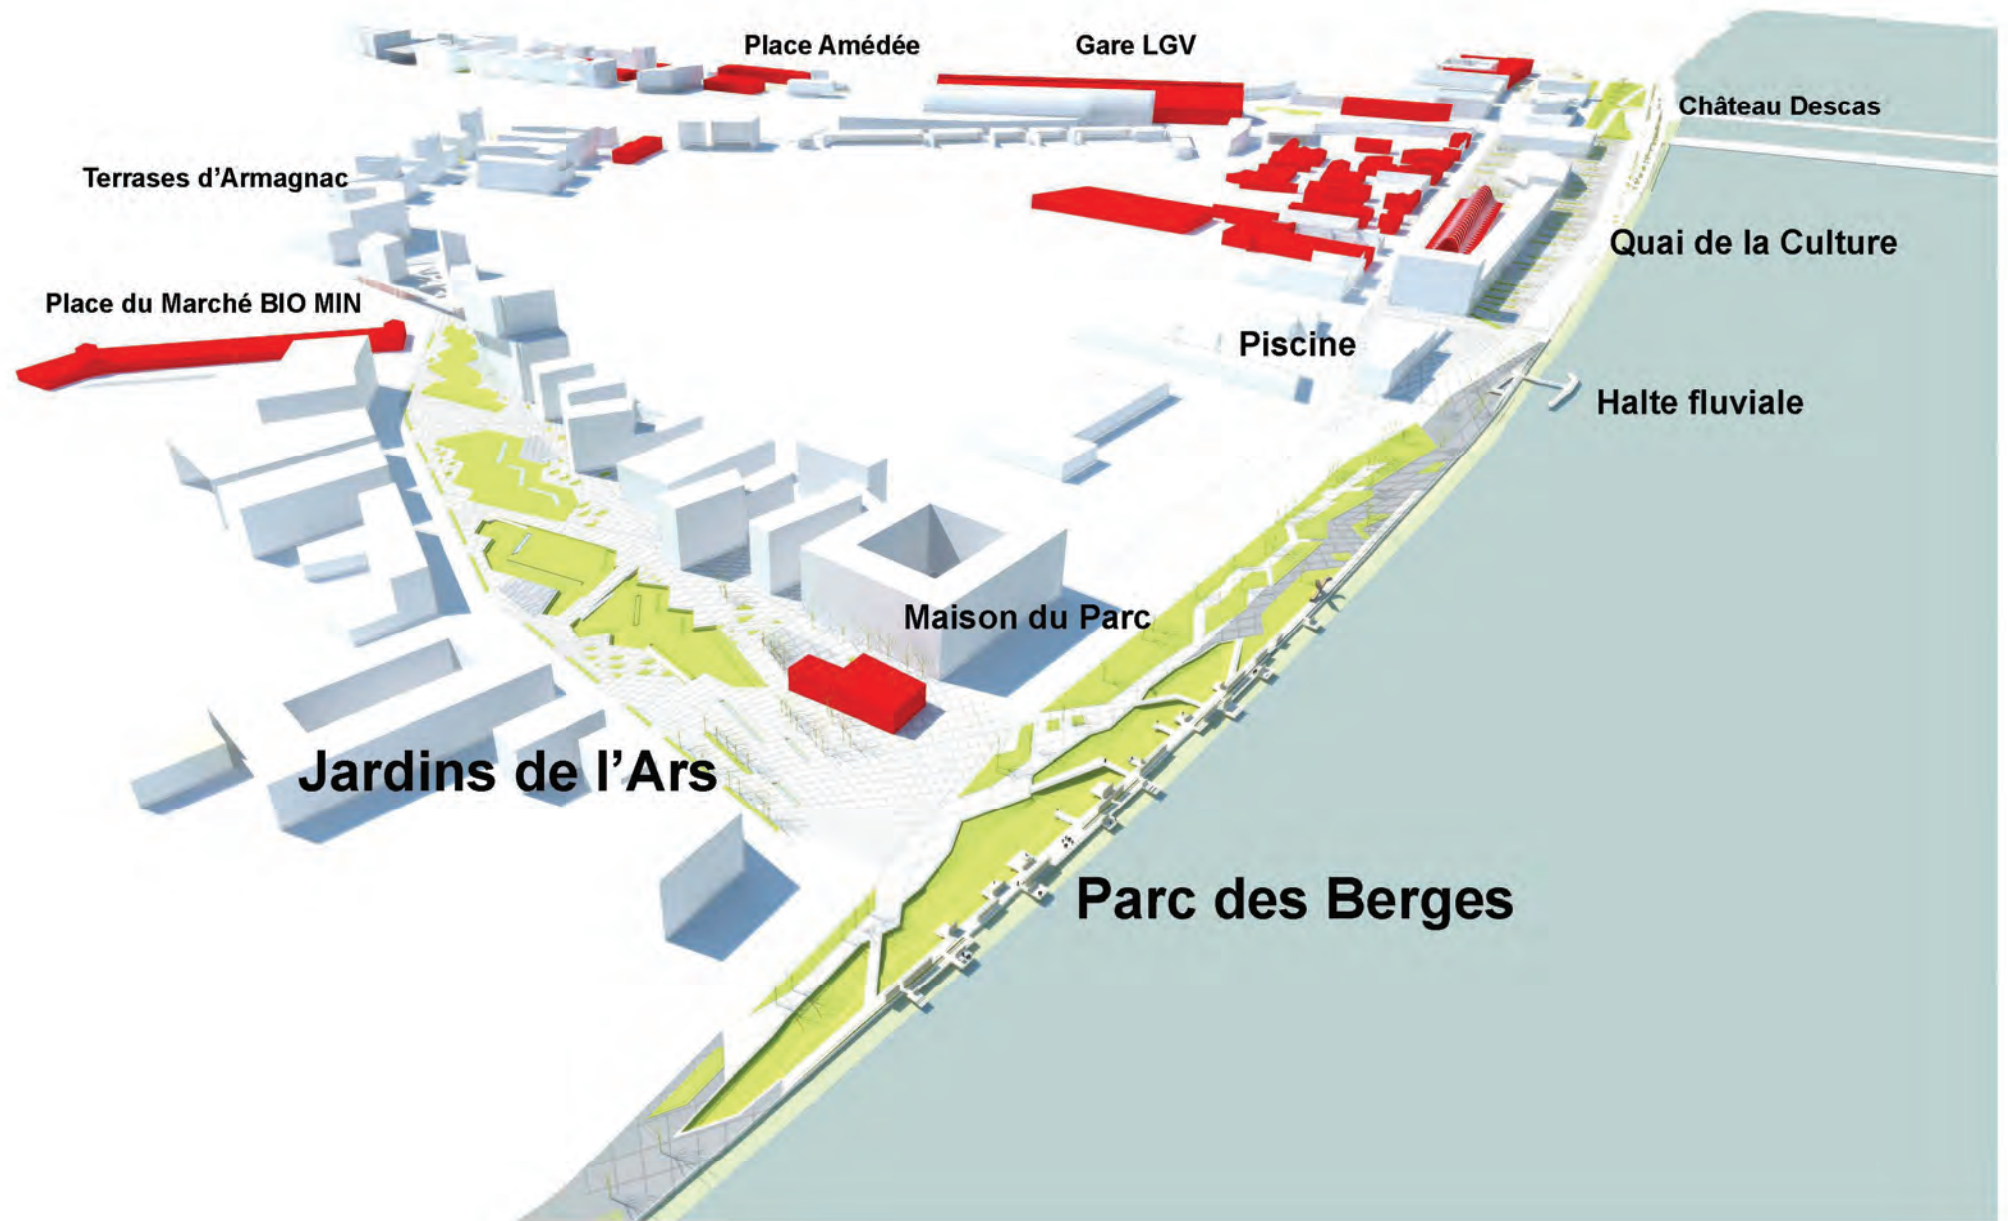 Place Amédée
Gare LGV
Château Descas
Terrases d'Armagnac
Quai de la Culture
Place du Marché BIO MIN
Piscine
Halte fluviale
Maison du Parc
Jardins de l'Ars
Parc des Berges